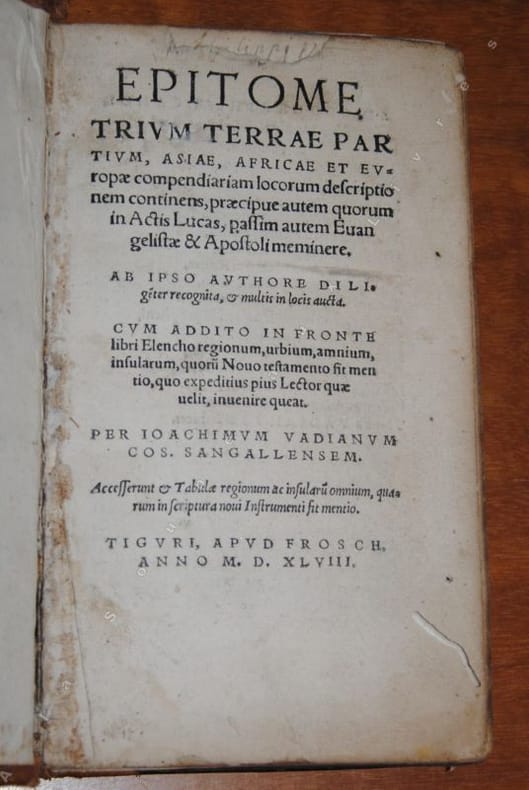 EPITOME
TRIVM TERRAE PAR
TIVM, ASIAE, AFRICAE ET EV-
ropæ compendiariam locorum descriptio
nem continens, præcipue autem quorum
in Actis Lucas, passim autem Euan
gelistæ & Apostoli meminere.
AB IPSO AVTHORE DILI-
gẽter recognita, & multis in locis aucta.
CVM ADDITO IN FRONTE
libri Elencho regionum, urbium, amnium,
insularum, quorũ Nouo testamento fit men
tio, quo expeditius pius Lector quæ
uelit, inuenire queat.
PER IOACHIMVM VADIANVM
COS. SANGALLENSEM.
Accesserunt & Tabulæ regionum ac insularũ omnium, qua-
rum in scriptura noui Instrumenti fit mentio.
TIGVRI, APVD FROSCH.
ANNO M. D. XLVIII.